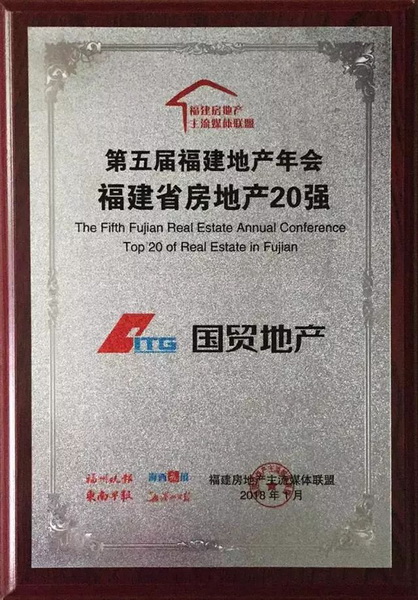 福建房地产
主流媒体联盟
第五届福建地产年会
福建省房地产20强
The Fifth Fujian Real Estate Annual Conference
Top 20 of Real Estate in Fujian
ITG 国贸地产
福州晚报 海西
东南早报
福建房地产主流媒体联盟
2018年1月